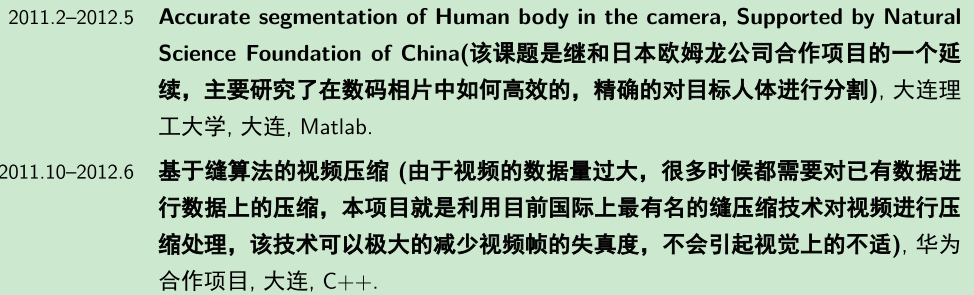 2011.2–2012.5 Accurate segmentation of Human body in the camera, Supported by Natural
Science Foundation of China(该课题是继和日本欧姆龙公司合作项目的一个延
续，主要研究了在数码相片中如何高效的，精确的对目标人体进行分割), 大连理
工大学, 大连, Matlab.
2011.10–2012.6 基于缝算法的视频压缩 (由于视频的数据量过大，很多时候都需要对已有数据进
行数据上的压缩，本项目就是利用目前国际上最有名的缝压缩技术对视频进行压
缩处理，该技术可以极大的减少视频帧的失真度，不会引起视觉上的不适), 华为
合作项目, 大连, C++.